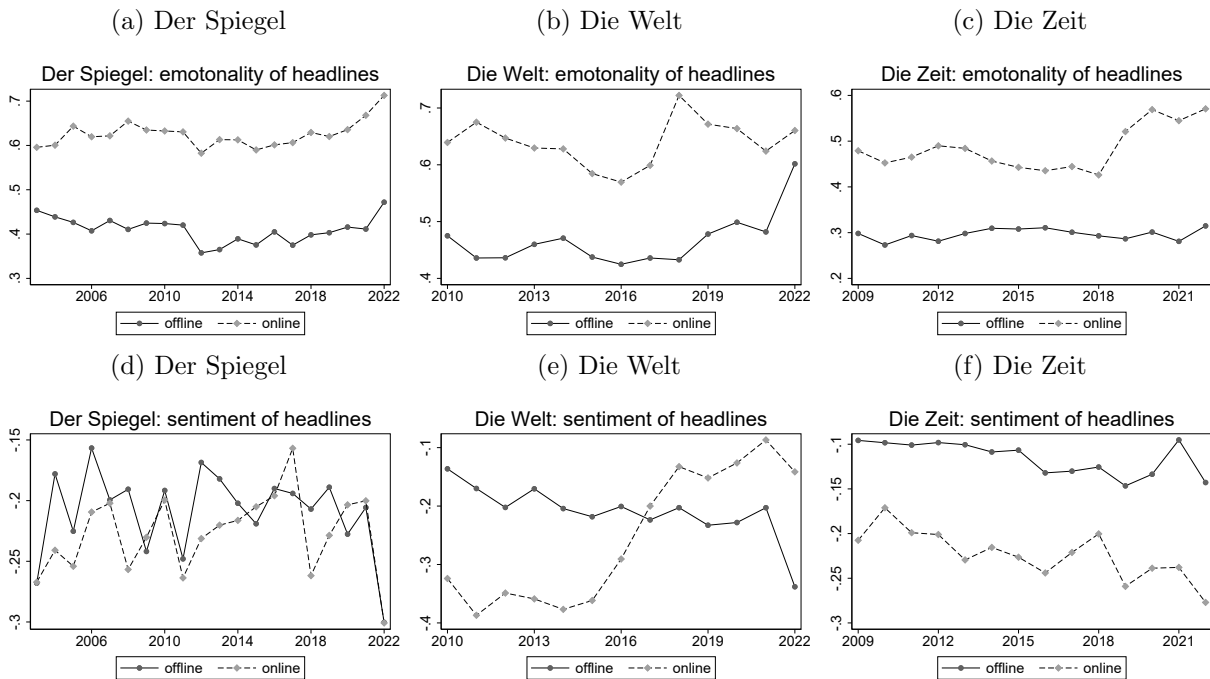 (a) Der Spiegel
(b) Die Welt
(c) Die Zeit
Der Spiegel: emotonality of headlines
.7
.6
.5
.4
.3
2006 2010 2014 2018 2022
offline online
Die Welt: emotonality of headlines
.7
.6
.5
.4
2010 2013 2016 2019 2022
offline online
Die Zeit: emotonality of headlines
.6
.5
.4
.3
.2
2009 2012 2015 2018 2021
offline online
(d) Der Spiegel
(e) Die Welt
(f) Die Zeit
Der Spiegel: sentiment of headlines
-.15
-.2
-.25
-.3
2006 2010 2014 2018 2022
offline online
Die Welt: sentiment of headlines
-.1
-.2
-.3
-.4
2010 2013 2016 2019 2022
offline online
Die Zeit: sentiment of headlines
-.1
-.15
-.2
-.25
-.3
2009 2012 2015 2018 2021
offline online